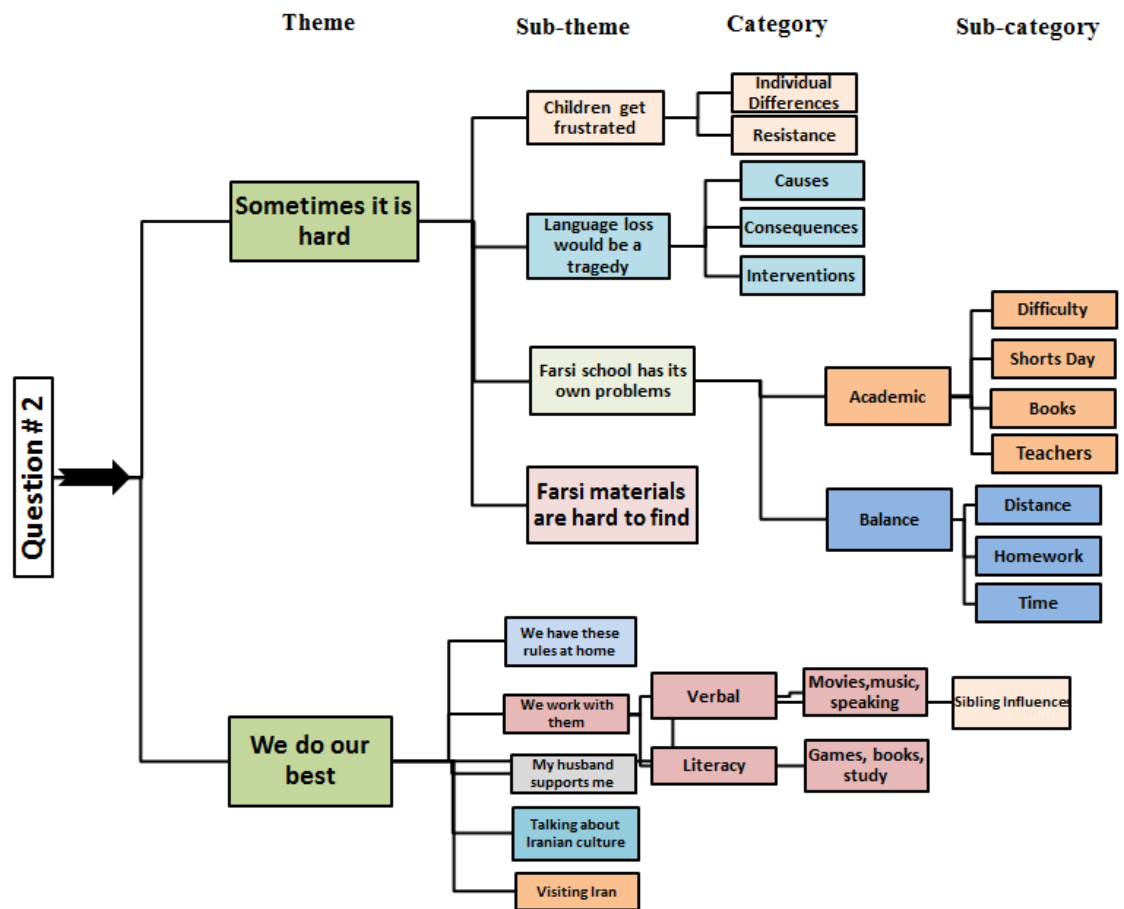 Theme
Sub-theme
Category
Sub-category
Question # 2
Sometimes it is
hard
Children get
frustrated
Individual
Differences
Resistance
Language loss
would be a
tragedy
Causes
Consequences
Interventions
Farsi school has its
own problems
Academic
Difficulty
Shorts Day
Books
Teachers
Balance
Distance
Homework
Time
Farsi materials
are hard to find
We do our
best
We have these
rules at home
We work with
them
Verbal
Movies,music,
speaking
Sibling Influences
Literacy
Games, books,
study
My husband
supports me
Talking about
Iranian culture
Visiting Iran